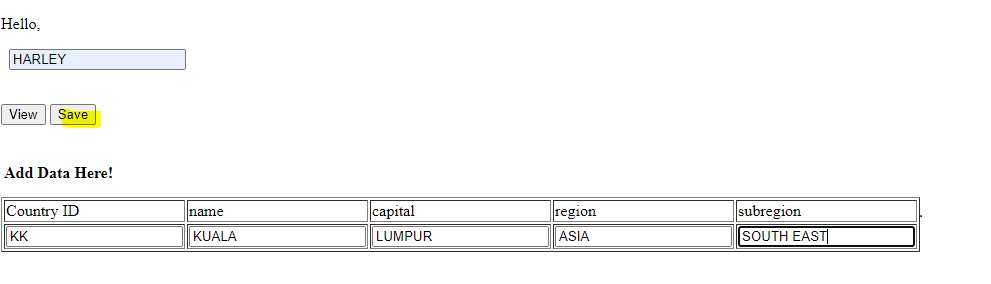 Hello,
HARLEY
View Save
Add Data Here!
Country ID name capital region subregion .
KK KUALA LUMPUR ASIA SOUTH EAST